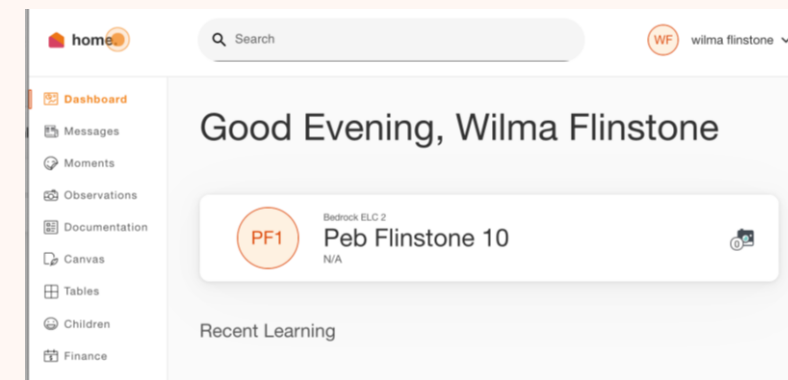 home.
Search
WF wilma flinstone
Dashboard
Messages
Moments
Observations
Documentation
Canvas
Tables
Children
Finance
Good Evening, Wilma Flinstone
PF1
Bedrock ELC 2
Peb Flinstone 10
N/A
0
Recent Learning